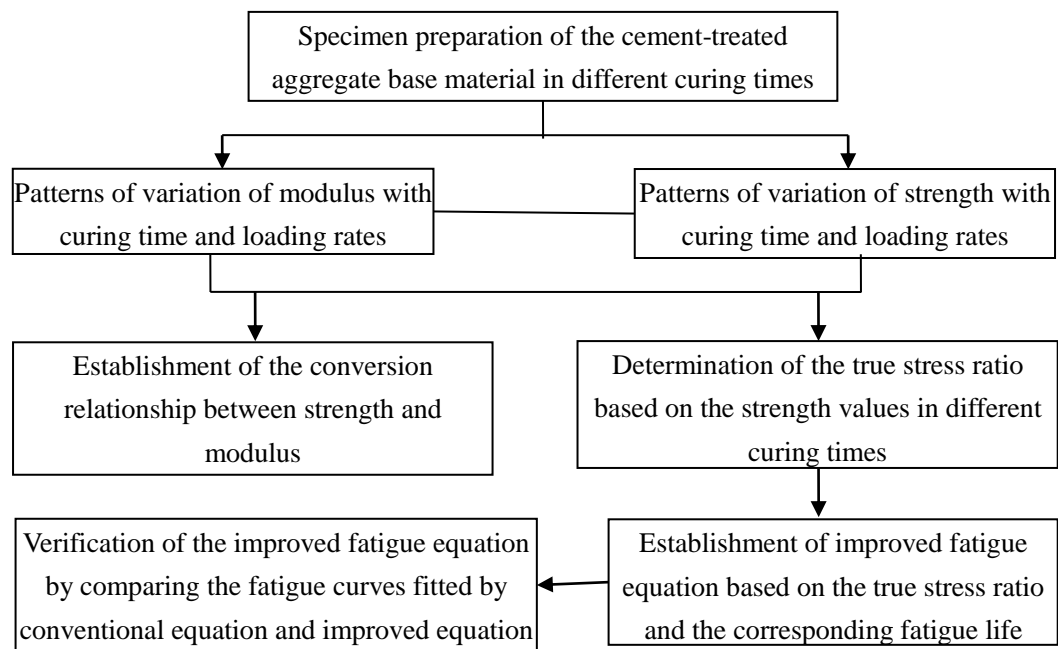 Specimen preparation of the cement-treated
aggregate base material in different curing times
Patterns of variation of modulus with
curing time and loading rates
Patterns of variation of strength with
curing time and loading rates
Establishment of the conversion
relationship between strength and
modulus
Determination of the true stress ratio
based on the strength values in different
curing times
Verification of the improved fatigue equation
by comparing the fatigue curves fitted by
conventional equation and improved equation
Establishment of improved fatigue
equation based on the true stress ratio
and the corresponding fatigue life